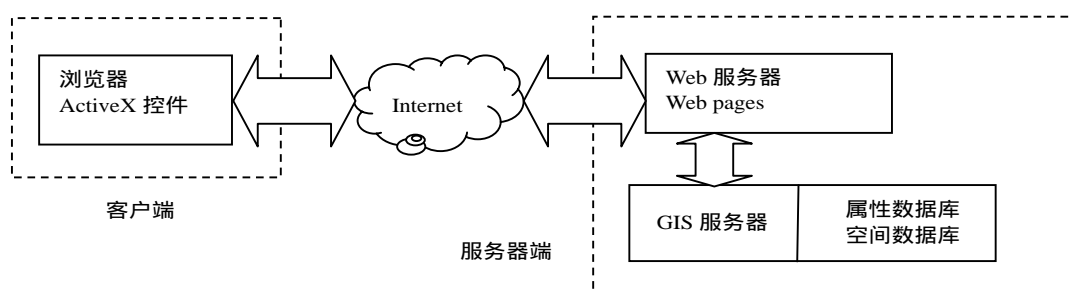 浏览器
ActiveX 控件
Internet
Web 服务器
Web pages
客户端
GIS 服务器
属性数据库
空间数据库
服务器端